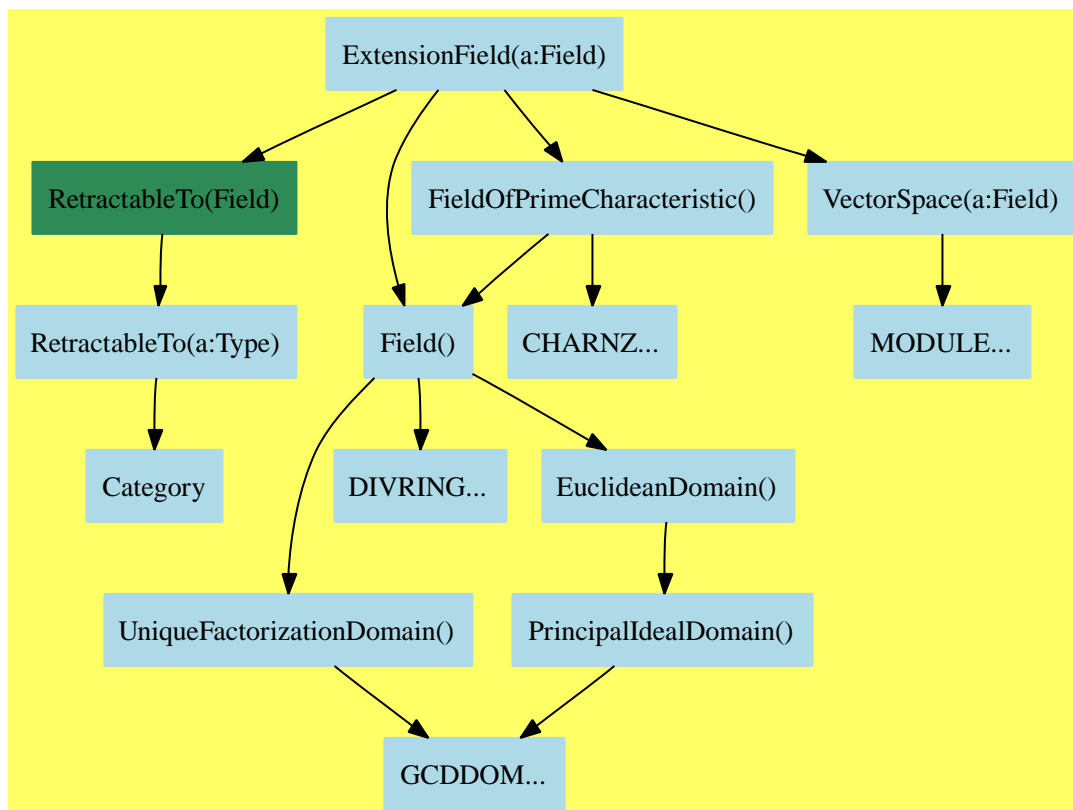 ExtensionField(a:Field)
RetractableTo(Field)
FieldOfPrimeCharacteristic()
VectorSpace(a:Field)
RetractableTo(a:Type)
Field()
CHARNZ...
MODULE...
Category
DIVRING...
EuclideanDomain()
UniqueFactorizationDomain()
PrincipalIdealDomain()
GCDDOM...